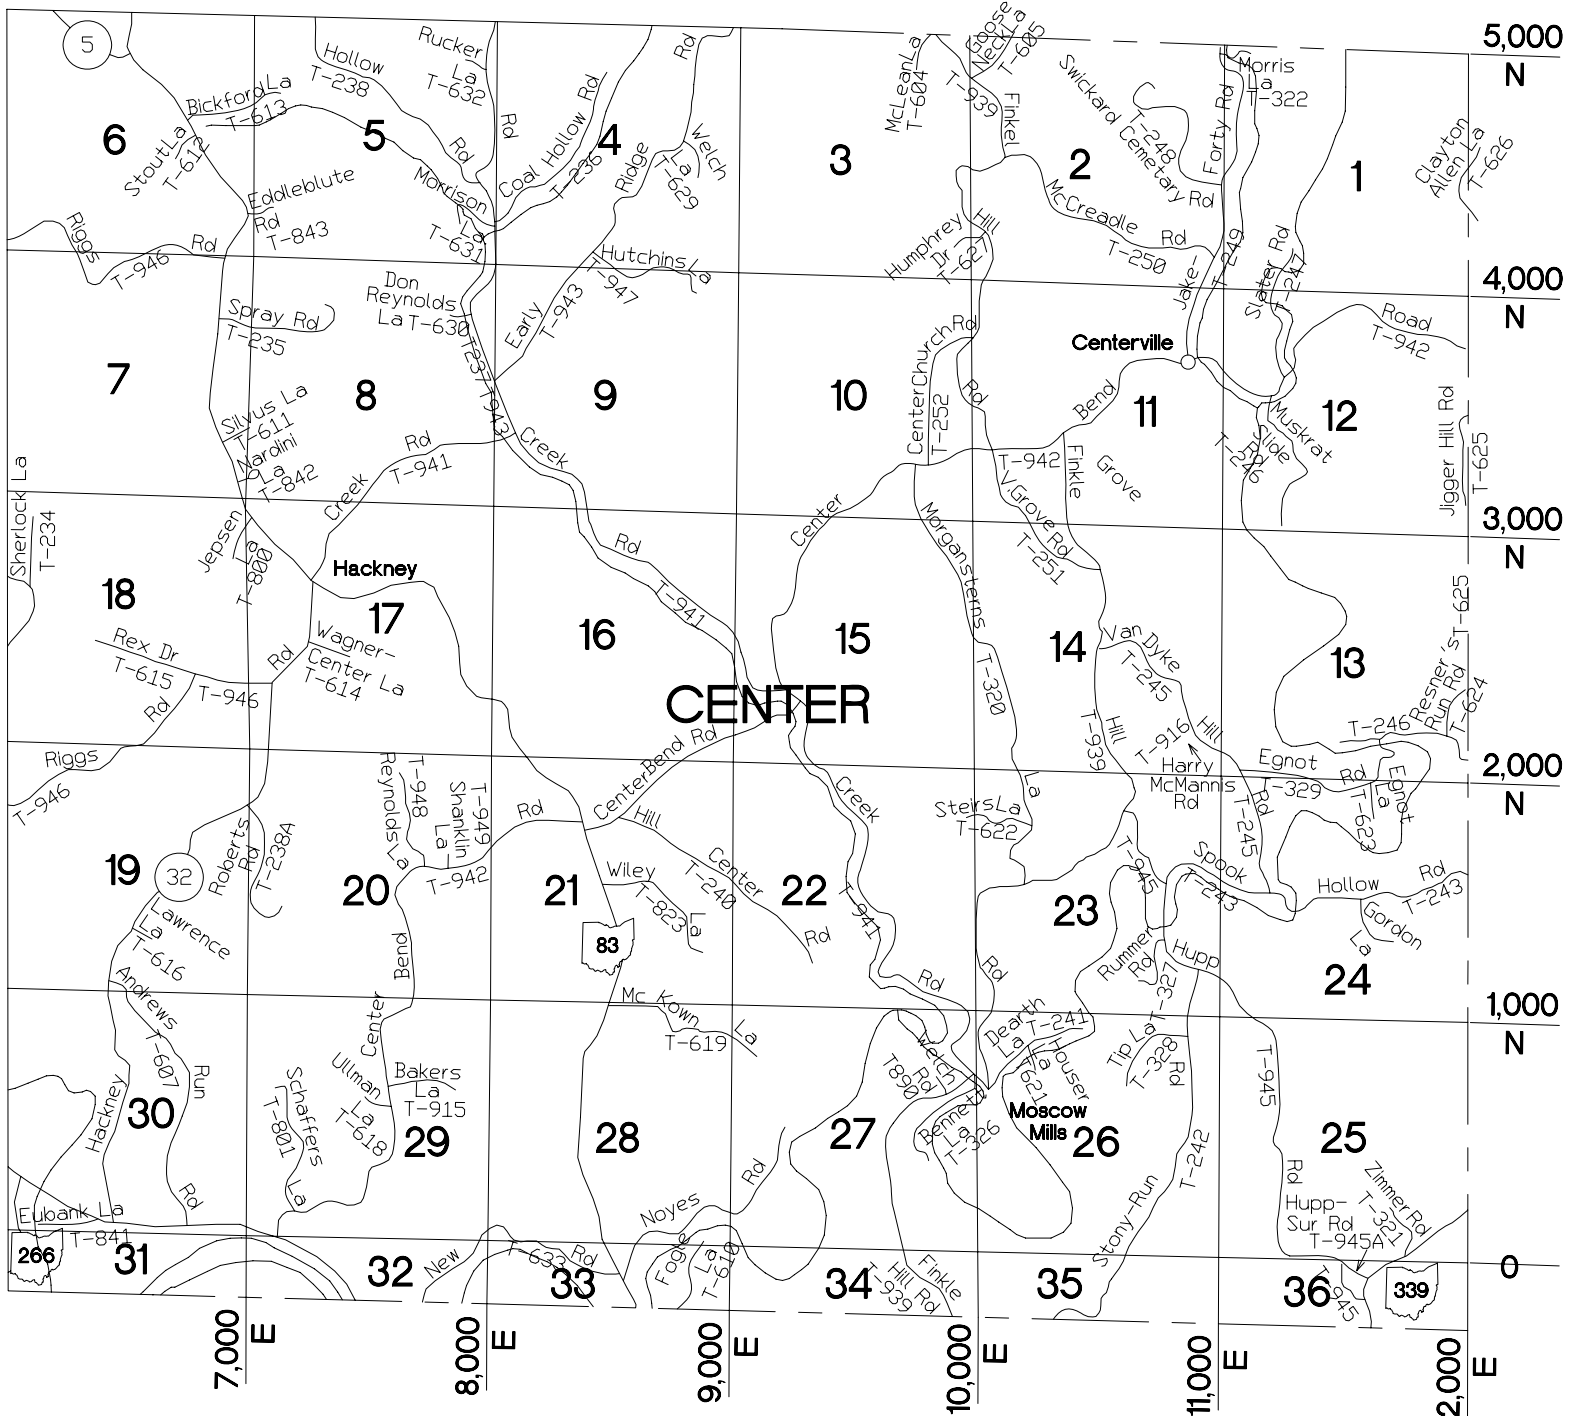 5
Hollow
T-238
Rucker
La
T-632
Rd
Goose
NeckLa
T-605
McLeanLa
T-604
T-939
Finkel
5,000
N
Morris
La
T-322
Forty Rd
Swickard
Cemetary Rd
T-248
BickfordLa
T-613
6
StoutLa
T-612
5
Rd
Rd
Coal Hollow Rd
T-236
4
Ridge
Welch
La
T-629
3
2
1
Clayton
Allen La
T-626
Eddleblute
Rd
T-843
Morrison
La
T-631
McCreadle
Rd
T-250
Riggs
Rd
T-946
Hutchins La
T-947
Humphrey
Dr
T-627
Hill
Jake-
T-249
Slater Rd
T-247
4,000
N
Don
Reynolds
La T-630
Early
T-943
Spray Rd
T-235
T237
T943
7
8
9
10
Center Church Rd
T-252
Rd
Centerville
Bend
11
12
Road
T-942
Silvus La
T-611
Nardini
La
T-842
Rd
T-941
Creek
Creek
Muskrat
Slide
Rd
T-246
Jigger Hill Rd
T-625
T-942
Finkle
Grove
V.Grove Rd
T-251
Sherlock La
T-234
Jepsen
La
T-800
Hackney
Rd
Center
Morgansterns
3,000
N
18
17
16
T-941
15
14
13
Rex Dr
T-615
Rd
T-946
Rd
Wagner-
Center La
T-614
CENTER
T-320
Van Dyke
T-245
Hill
T-939
T-916
Hill
Harry
McMannis
Rd
T-625
Resner's
Run Rd
T-624
T-246
Riggs
T-946
ReynoldsLa
T-948
Shanklin
La
T-949
Rd
CenterBend Rd
Creek
La
SteirsLa
T-622
Egnot
Rd
T-329
Egnot
La
T-623
Rd
T-245
2,000
N
19
32
Roberts
Rd
T-238A
20
T-942
21
Hill
Center
T-240
Rd
22
Wiley
T-823
La
T-941
23
T-945
Spook
T-243
Hollow
Rd
T-243
Gordon
La
Lawrence
La
T-616
83
Bend
Rd
Rd
Rummer
Rd
T-327
Hupp
24
Andrews
T-607
Run
Rd
Center
Mc Kown
La
T-619
Dearth
La
T-241
Houser
La
T621
Tip La
T-328
Rd
T-945
1,000
N
Hackney
30
Schaffers
T-801
La
Ullman
La
T-618
Bakers
La
T-915
29
28
27
Welch
Rd
T890
Bennett
La
T-326
Moscow
Mills
26
T-242
Stony-Run
25
Rd
Zimmer Rd
T-321
Hupp-
Sur Rd
T-945A
Eubank La
T-841
266
31
32
New
T-633
Rd
33
Noyes
Rd
Fogle
La
T-610
34
Finkle
Hill Rd
T-939
35
36
T-945
339
0
7,000
E
8,000
E
9,000
E
10,000
E
11,000
E
2,000
E